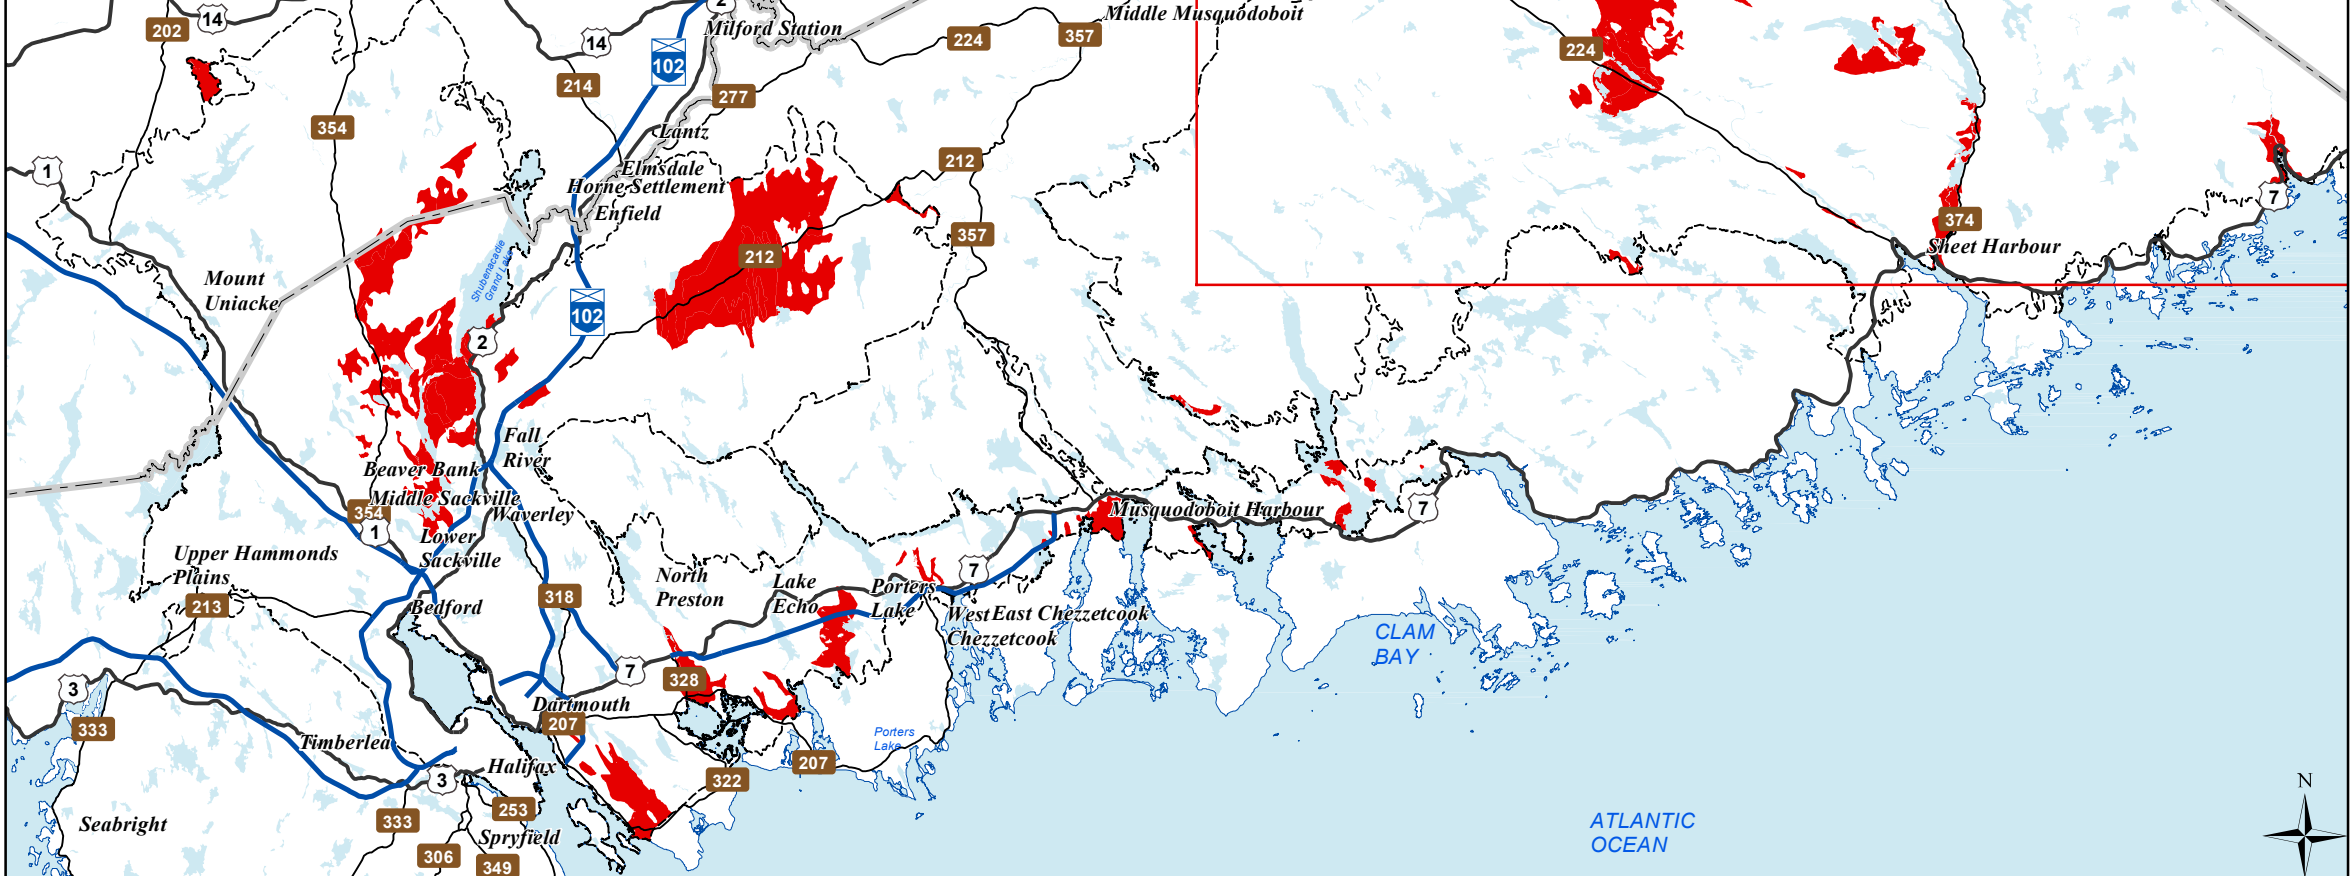 2
14
202
Milford Station
14
102
214
224
357
Middle Musquodoboit
224
277
354
Lantz
1
Elmsdale
Horne Settlement
Enfield
212
7
357
374
Sheet Harbour
212
Shubenacadie
Grand Lake
Mount
Uniacke
102
2
Fall
River
Beaver Bank
Middle Sackville
354
Waverley
1
Lower
Sackville
Musquodoboit Harbour
7
Upper Hammonds
Plains
213
Bedford
318
North
Preston
Lake
Echo
Porters
Lake
7
West
East Chezzetcook
Chezzetcook
CLAM
BAY
3
333
7
328
Dartmouth
207
Porters
Lake
Timberlea
Halifax
3
322
207
253
N
Seabright
333
Spryfield
306
349
ATLANTIC
OCEAN